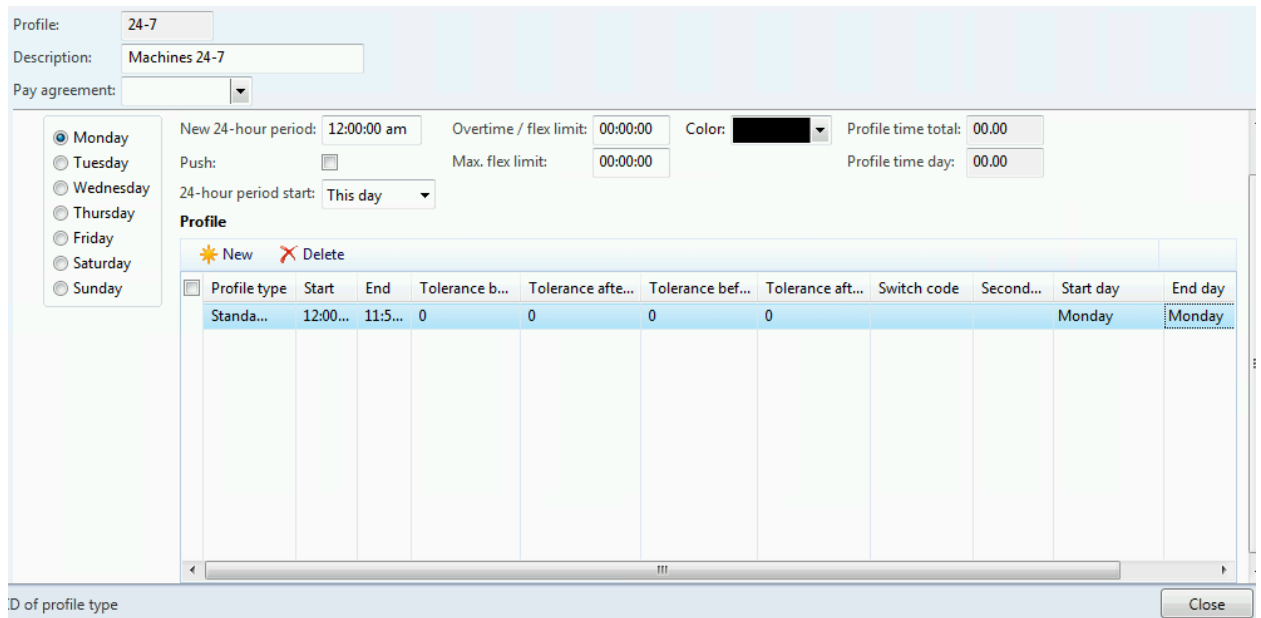 Profile: 24-7
Description: Machines 24-7
Pay agreement:
Monday
Tuesday
Wednesday
Thursday
Friday
Saturday
Sunday
New 24-hour period: 12:00:00 am Overtime / flex limit: 00:00:00 Color: Profile time total: 00.00
Push: Max. flex limit: 00:00:00 Profile time day: 00.00
24-hour period start: This day
Profile
New Delete
Profile type Start End Tolerance b... Tolerance afte... Tolerance bef... Tolerance aft... Switch code Second... Start day End day
Standa... 12:00... 11:5... 0 0 0 0 Monday Monday
D of profile type Close